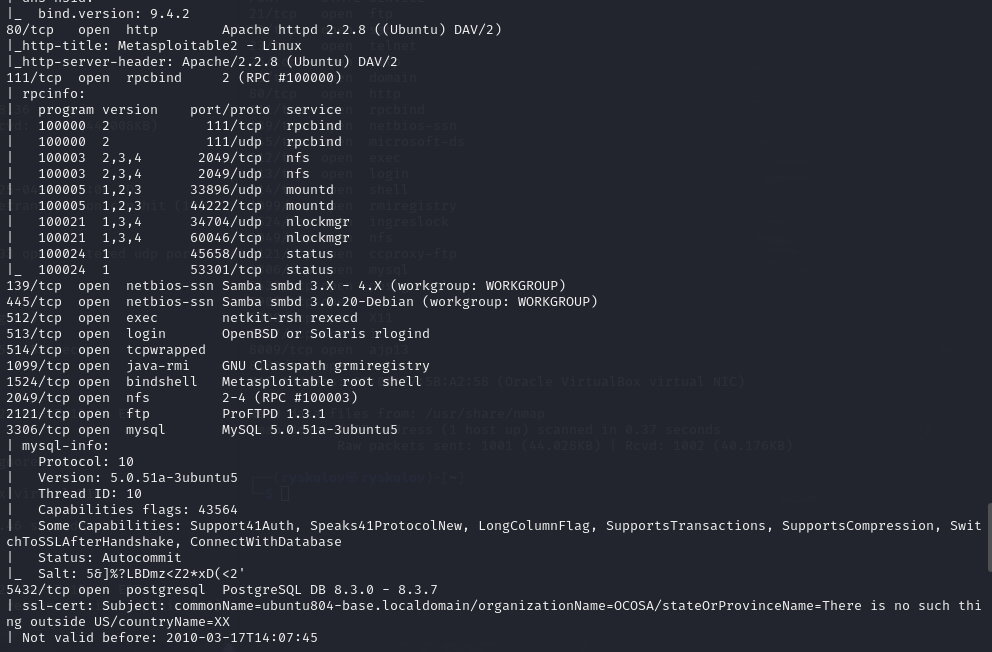 |_  bind.version: 9.4.2
80/tcp   open  http        Apache httpd 2.2.8 ((Ubuntu) DAV/2)
|_http-title: Metasploitable2 - Linux
|_http-server-header: Apache/2.2.8 (Ubuntu) DAV/2
111/tcp  open  rpcbind     2 (RPC #100000)
| rpcinfo:
|   program version    port/proto  service
|   100000  2            111/tcp   rpcbind
|   100000  2            111/udp   rpcbind
|   100003  2,3,4       2049/tcp   nfs
|   100003  2,3,4       2049/udp   nfs
|   100005  1,2,3      33896/udp   mountd
|   100005  1,2,3      44222/tcp   mountd
|   100021  1,3,4      34704/udp   nlockmgr
|   100021  1,3,4      60046/tcp   nlockmgr
|   100024  1          45658/udp   status
|_  100024  1          53301/tcp   status
139/tcp  open  netbios-ssn Samba smbd 3.X - 4.X (workgroup: WORKGROUP)
445/tcp  open  netbios-ssn Samba smbd 3.0.20-Debian (workgroup: WORKGROUP)
512/tcp  open  exec        netkit-rsh rexecd
513/tcp  open  login       OpenBSD or Solaris rlogind
514/tcp  open  tcpwrapped
1099/tcp open  java-rmi    GNU Classpath grmiregistry
1524/tcp open  bindshell   Metasploitable root shell
2049/tcp open  nfs         2-4 (RPC #100003)
2121/tcp open  ftp         ProFTPD 1.3.1
3306/tcp open  mysql       MySQL 5.0.51a-3ubuntu5
| mysql-info:
|   Protocol: 10
|   Version: 5.0.51a-3ubuntu5
|   Thread ID: 10
|   Capabilities flags: 43564
|   Some Capabilities: Support41Auth, Speaks41ProtocolNew, LongColumnFlag, SupportsTransactions, SupportsCompression, Swit
chToSSLAfterHandshake, ConnectWithDatabase
|   Status: Autocommit
|_  Salt: 5&]%?LBDmz<Z2*xD(<2'
5432/tcp open  postgresql  PostgreSQL DB 8.3.0 - 8.3.7
| ssl-cert: Subject: commonName=ubuntu804-base.localdomain/organizationName=OCOSA/stateOrProvinceName=There is no such thi
ng outside US/countryName=XX
| Not valid before: 2010-03-17T14:07:45